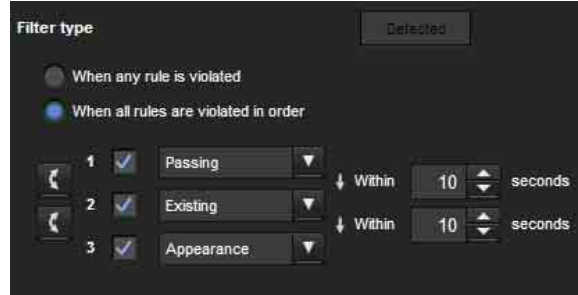 Filter type
Detected
When any rule is violated
When all rules are violated in order
1 Passing
Within 10 seconds
2 Existing
Within 10 seconds
3 Appearance